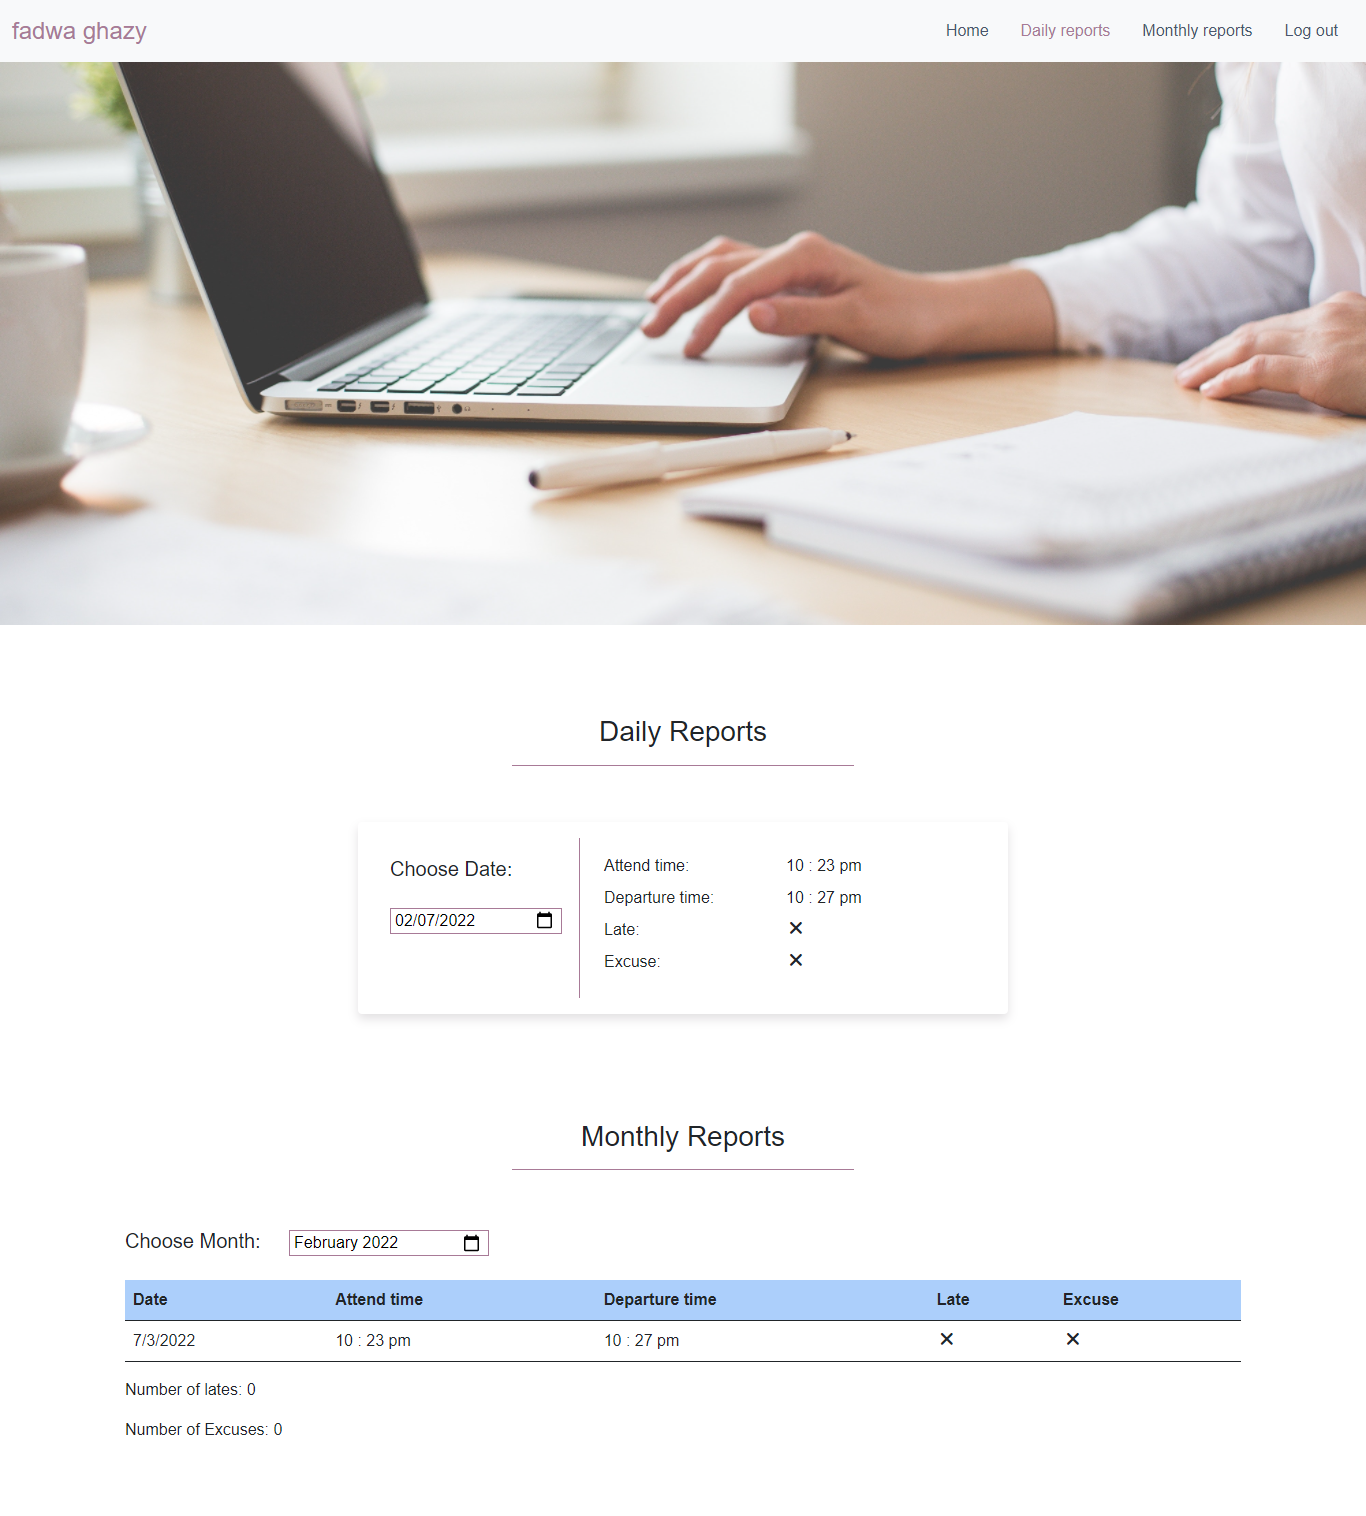 fadwa ghazy Home Daily reports Monthly reports Log out
Daily Reports
Choose Date:
02/07/2022
Attend time: 10 : 23 pm
Departure time: 10 : 27 pm
Late: ✕
Excuse: ✕
Monthly Reports
Choose Month: February 2022
Date Attend time Departure time Late Excuse
7/3/2022 10 : 23 pm 10 : 27 pm ✕ ✕
Number of lates: 0
Number of Excuses: 0